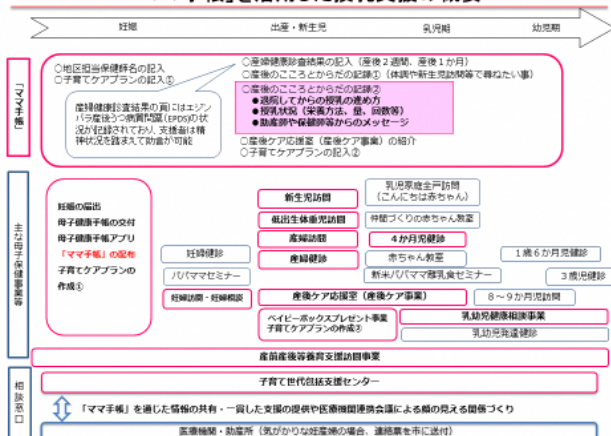 ママ手帳」を活用した授乳支援の概要
妊娠
出産・新生児
乳児期
幼児期
「ママ手帳」
○地区担当保健師名の記入
○子育てケアプランの記入①
産婦健康診査結果の頁にはエジン
バラ産後うつ病質問票(EPDS)の状
況が記録されており、支援者は精
神状況を踏まえて助言が可能
○産婦健康診査結果の記入(産後2週間、産後1か月)
○産後のこころとからだの記録①(体調や新生児訪問等で尋ねたい事)
○産後のこころとからだの記録②
●退院してからの授乳の進め方
●授乳状況(栄養方法、量、回数等)
●助産師や保健師等からのメッセージ
○産後ケア応援室(産後ケア事業)の紹介
○子育てケアプランの記入②
主な母子保健事業等
妊娠の届出
母子健康手帳の交付
母子健康手帳アプリ
「ママ手帳」の配布
子育てケアプランの
作成①
妊婦健診
パパママセミナー
妊婦訪問・妊婦相談
新生児訪問
低出生体重児訪問
産婦訪問
産婦健診
産後ケア応援室(産後ケア事業)
ベイビーボックスプレゼント事業
子育てケアプランの作成②
乳児家庭全戸訪問
(こんにちは赤ちゃん)
仲間づくりの赤ちゃん教室
4か月児健診
赤ちゃん教室
新米パパママ離乳食セミナー
8~9か月児訪問
乳幼児健康相談事業
乳幼児発達健診
1歳6か月児健診
3歳児健診
産前産後等養育支援訪問事業
相談窓口
子育て世代包括支援センター
「ママ手帳」を通じた情報の共有・一貫した支援の提供や医療機関連携会議による顔の見える関係づくり
医療機関・助産所(気がかりな妊産婦の場合、連絡票を市に送付)